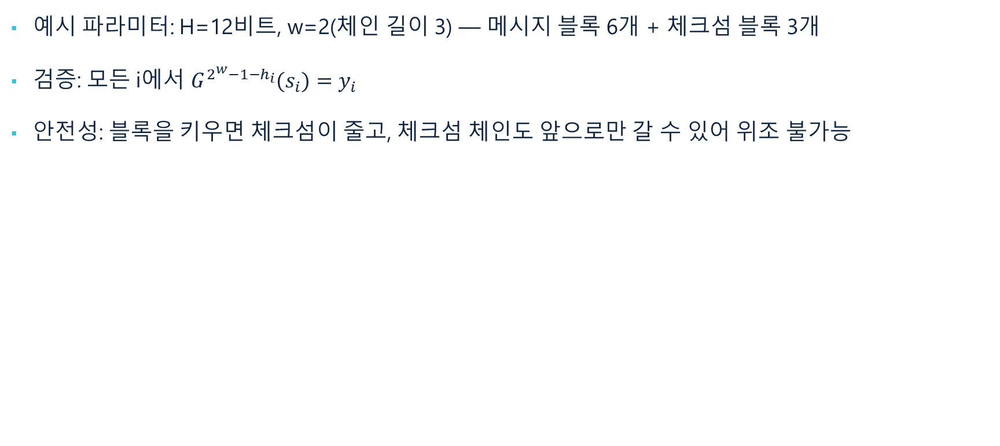 ▪ 예시 파라미터: H=12비트, w=2(체인 길이 3) — 메시지 블록 6개 + 체크섬 블록 3개
▪ 검증: 모든 i에서 $G^{2^w-1-h_i}(s_i) = y_i$
▪ 안전성: 블록을 키우면 체크섬이 줄고, 체크섬 체인도 앞으로만 갈 수 있어 위조 불가능